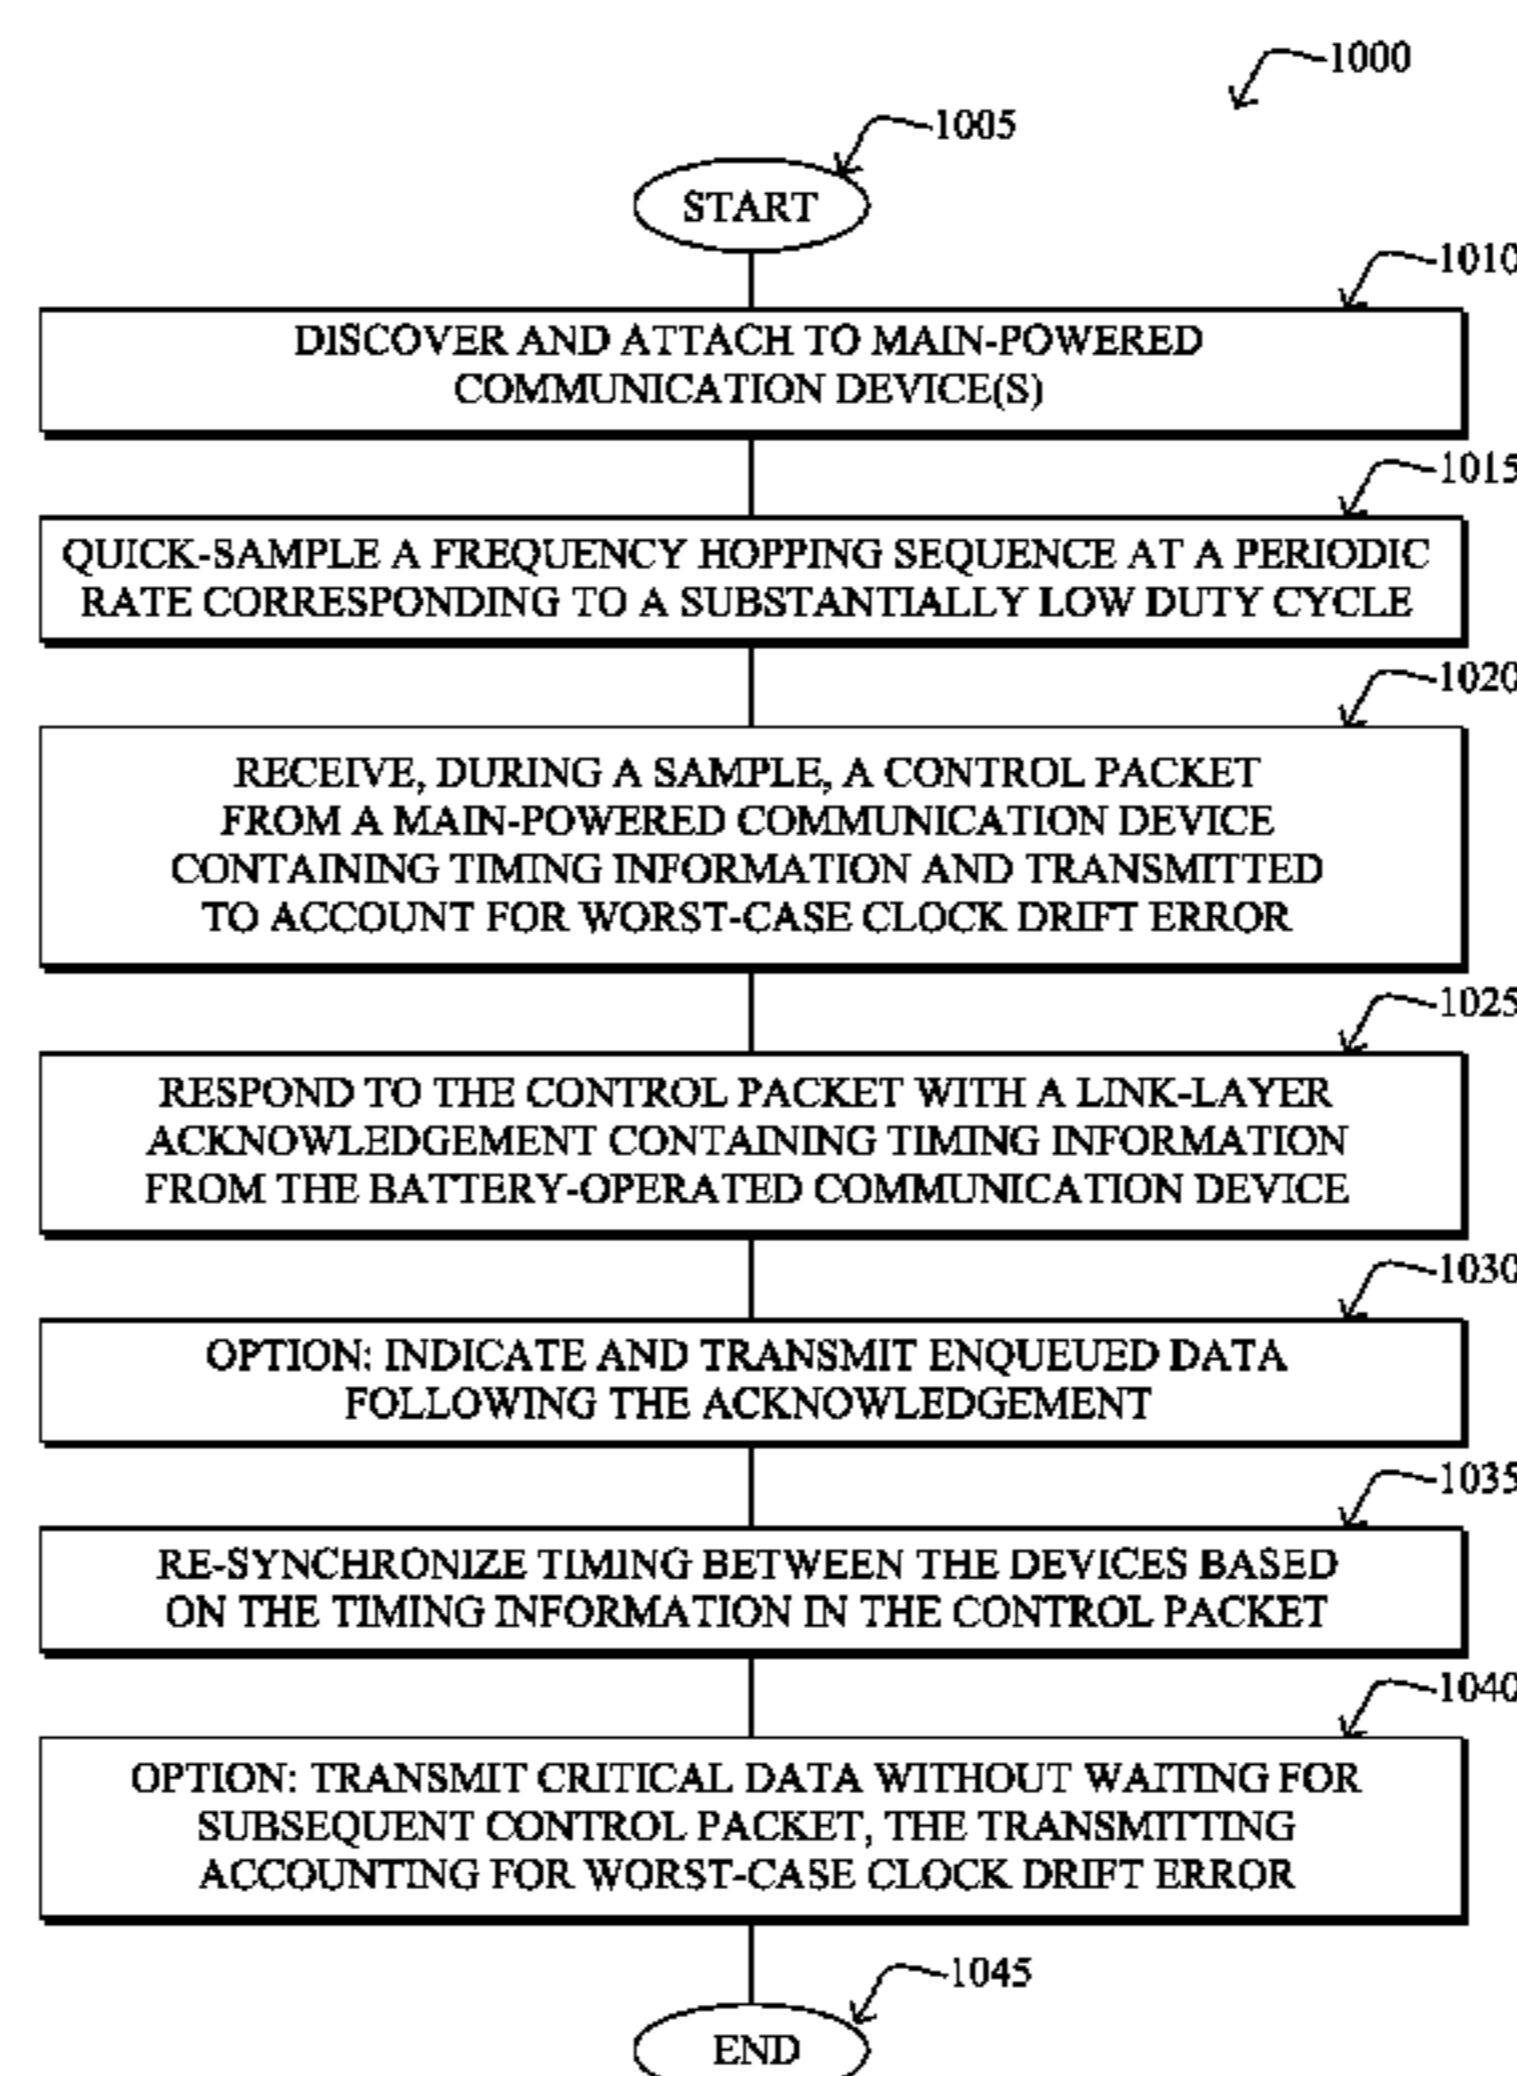 1000
1005
START
1010
DISCOVER AND ATTACH TO MAIN-POWERED
COMMUNICATION DEVICE(S)
1015
QUICK-SAMPLE A FREQUENCY HOPPING SEQUENCE AT A PERIODIC
RATE CORRESPONDING TO A SUBSTANTIALLY LOW DUTY CYCLE
1020
RECEIVE, DURING A SAMPLE, A CONTROL PACKET
FROM A MAIN-POWERED COMMUNICATION DEVICE
CONTAINING TIMING INFORMATION AND TRANSMITTED
TO ACCOUNT FOR WORST-CASE CLOCK DRIFT ERROR
1025
RESPOND TO THE CONTROL PACKET WITH A LINK-LAYER
ACKNOWLEDGEMENT CONTAINING TIMING INFORMATION
FROM THE BATTERY-OPERATED COMMUNICATION DEVICE
1030
OPTION: INDICATE AND TRANSMIT ENQUEUED DATA
FOLLOWING THE ACKNOWLEDGEMENT
1035
RE-SYNCHRONIZE TIMING BETWEEN THE DEVICES BASED
ON THE TIMING INFORMATION IN THE CONTROL PACKET
1040
OPTION: TRANSMIT CRITICAL DATA WITHOUT WAITING FOR
SUBSEQUENT CONTROL PACKET, THE TRANSMITTING
ACCOUNTING FOR WORST-CASE CLOCK DRIFT ERROR
1045
END